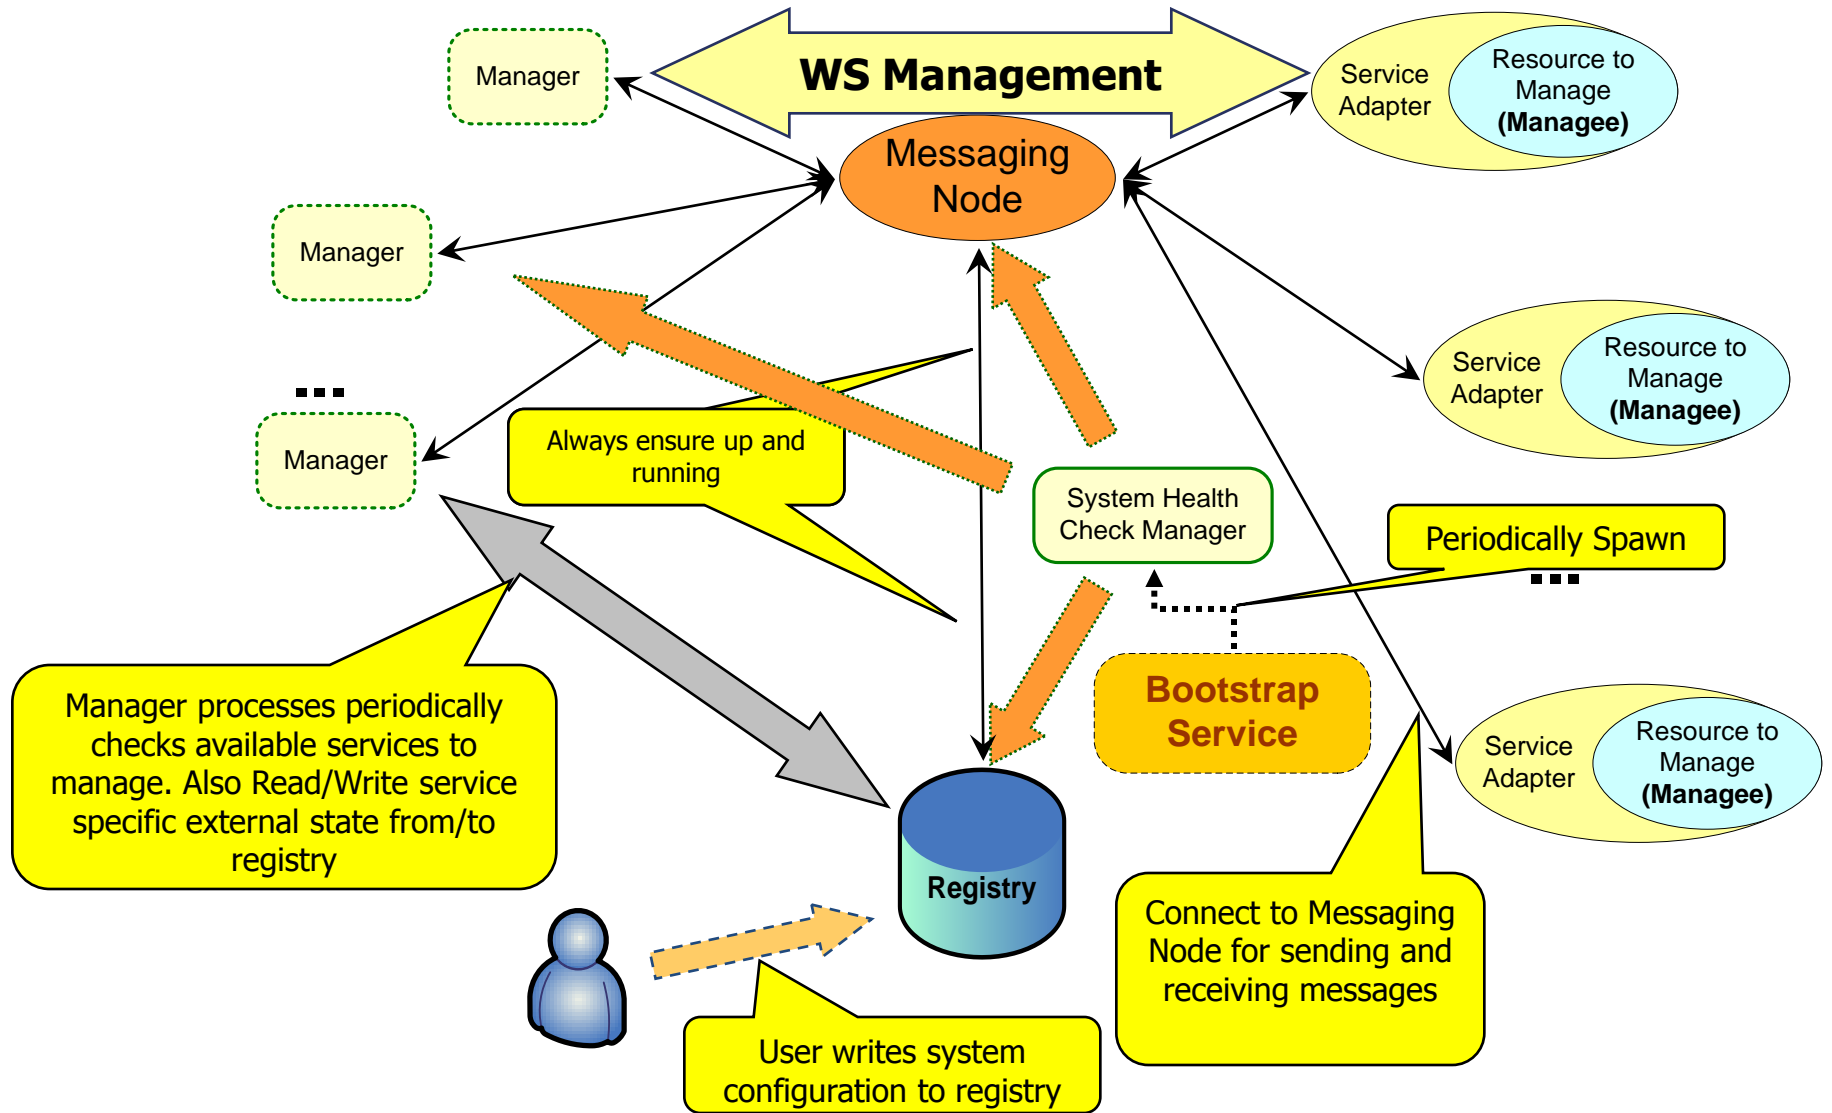 Manager
WS Management
Service
Adapter
Resource to
Manage
(Managee)
Messaging
Node
Manager
Service
Adapter
Resource to
Manage
(Managee)
Manager
Always ensure up and
running
System Health
Check Manager
Periodically Spawn
Manager processes periodically
checks available services to
manage. Also Read/Write service
specific external state from/to
registry
Bootstrap
Service
Service
Adapter
Resource to
Manage
(Managee)
Registry
Connect to Messaging
Node for sending and
receiving messages
User writes system
configuration to registry